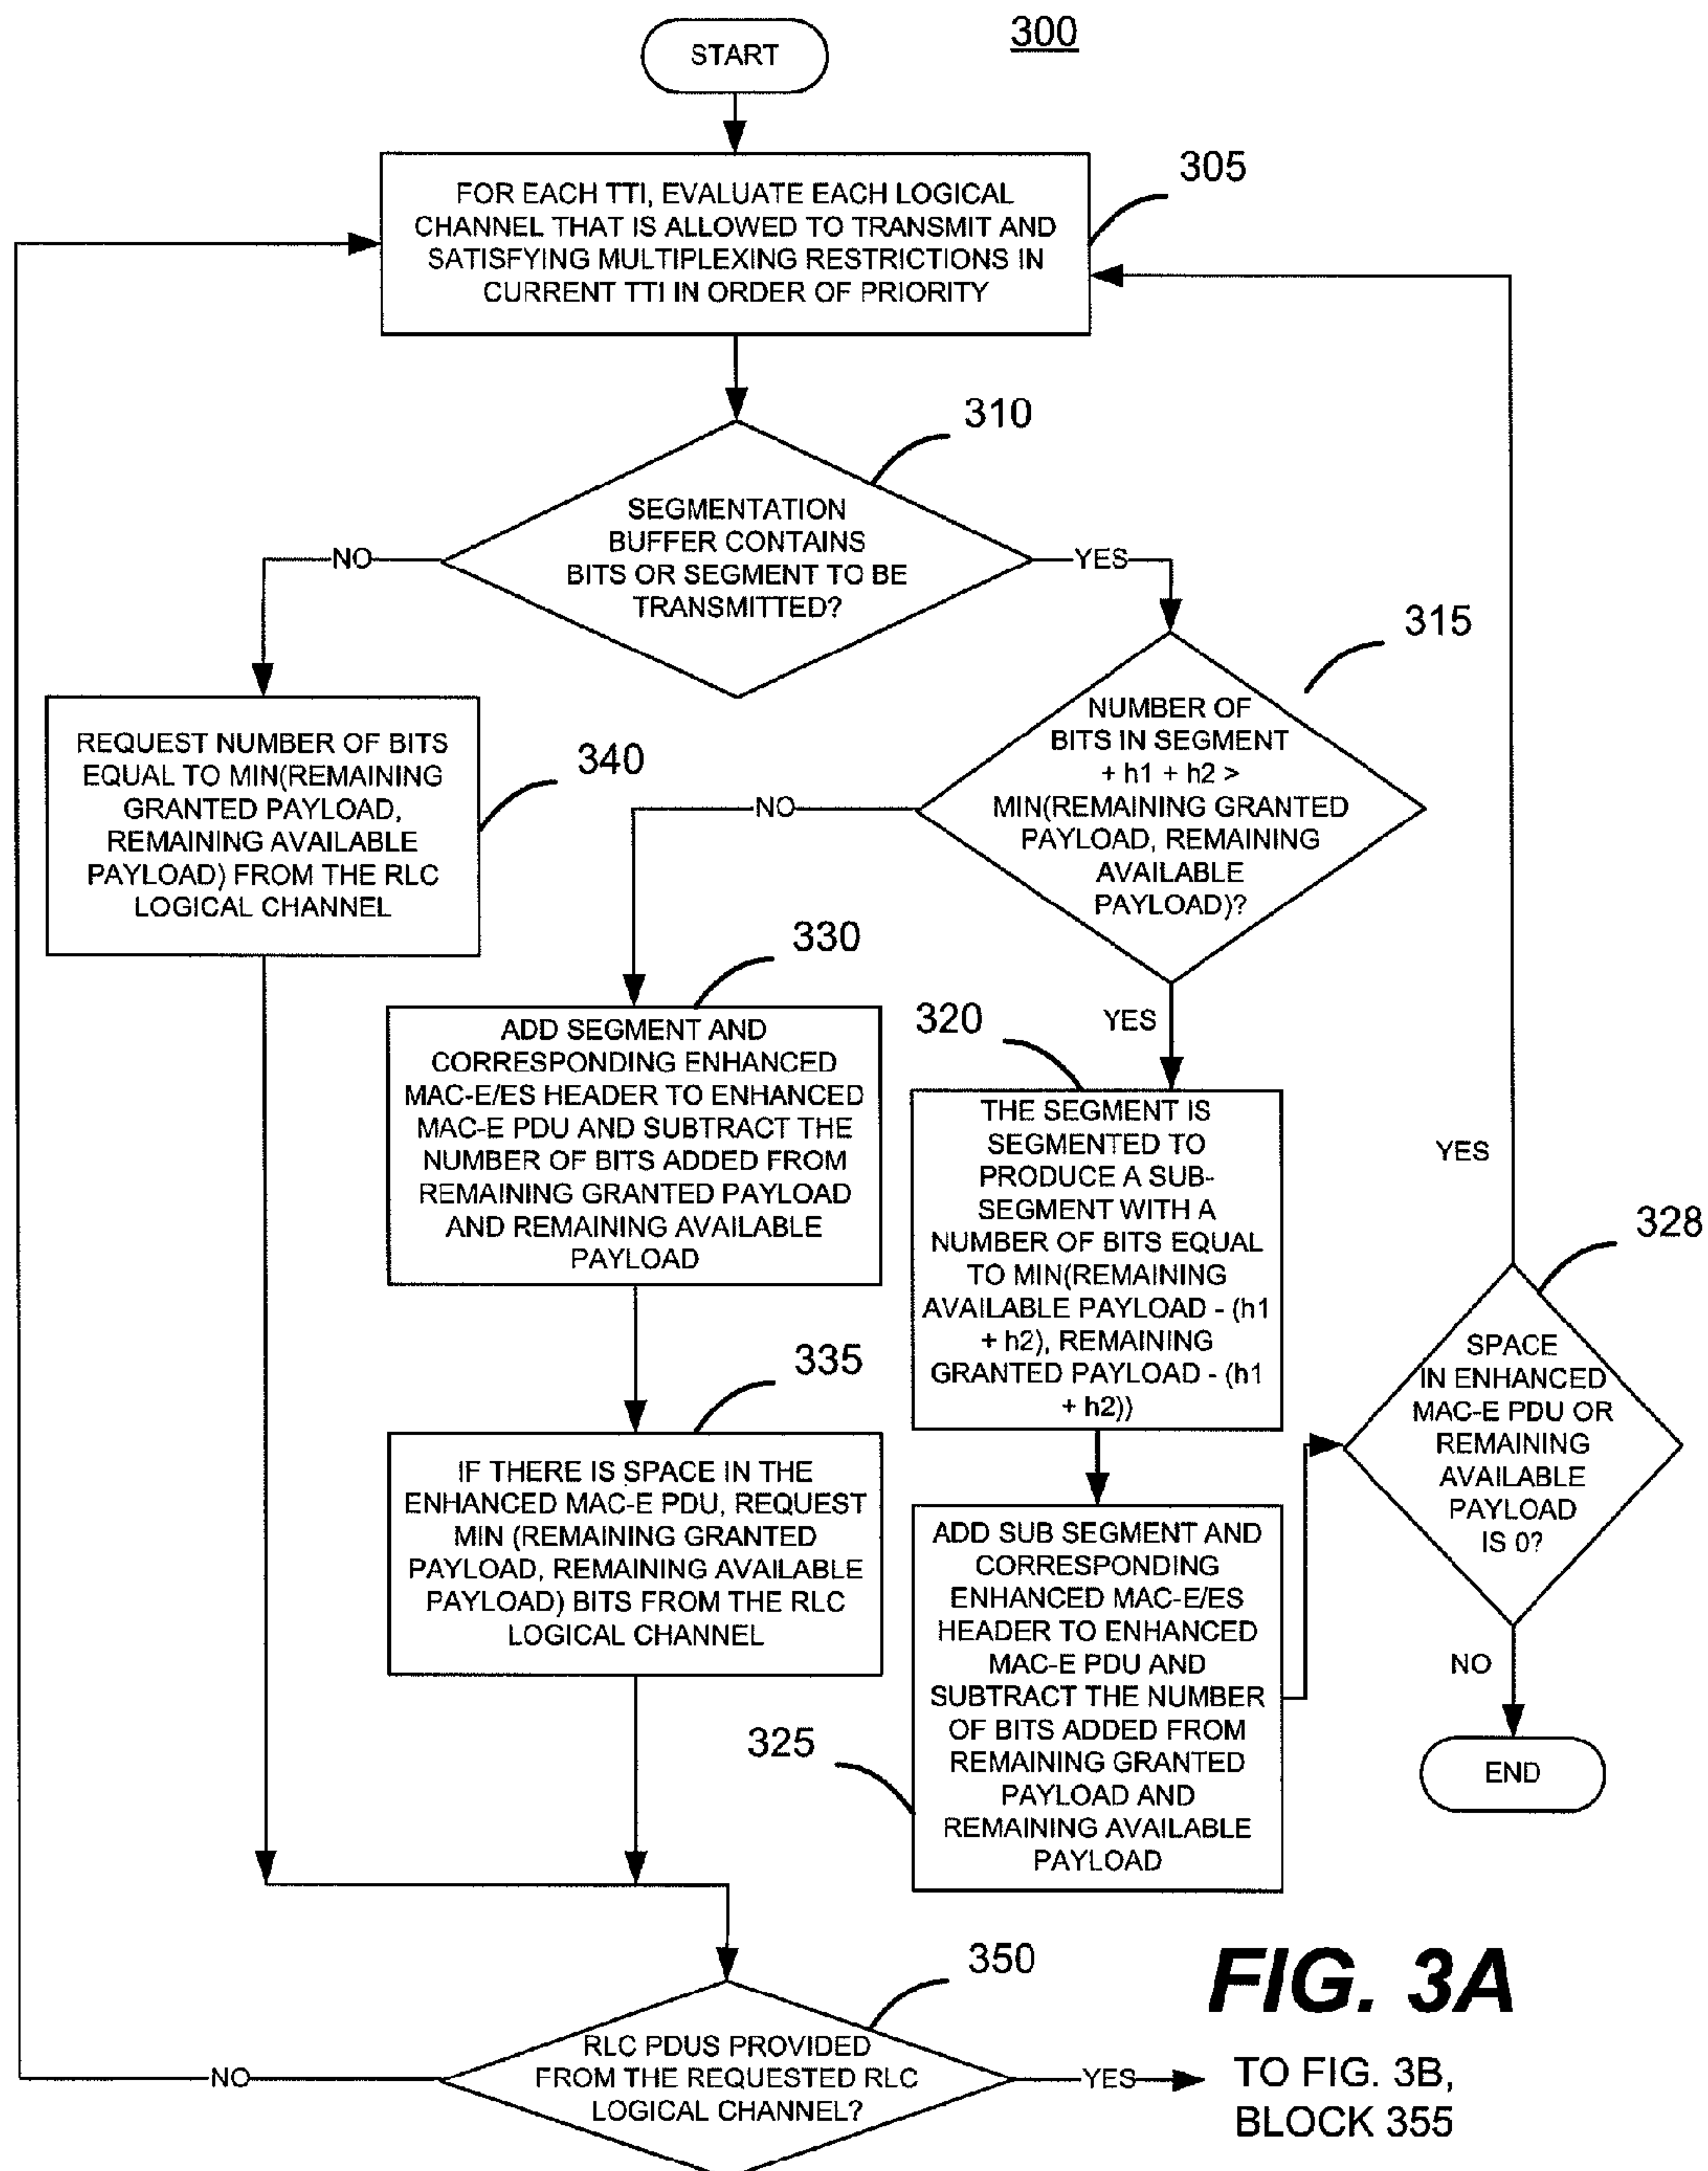 START
300
FOR EACH TTI, EVALUATE EACH LOGICAL
CHANNEL THAT IS ALLOWED TO TRANSMIT AND
SATISFYING MULTIPLEXING RESTRICTIONS IN
CURRENT TTI IN ORDER OF PRIORITY
305
310
SEGMENTATION
BUFFER CONTAINS
BITS OR SEGMENT TO BE
TRANSMITTED?
NO
YES
315
NUMBER OF
BITS IN SEGMENT
+ h1 + h2 >
MIN(REMAINING GRANTED
PAYLOAD, REMAINING
AVAILABLE
PAYLOAD)?
NO
YES
REQUEST NUMBER OF BITS
EQUAL TO MIN(REMAINING
GRANTED PAYLOAD,
REMAINING AVAILABLE
PAYLOAD) FROM THE RLC
LOGICAL CHANNEL
340
330
ADD SEGMENT AND
CORRESPONDING ENHANCED
MAC-E/ES HEADER TO ENHANCED
MAC-E PDU AND SUBTRACT THE
NUMBER OF BITS ADDED FROM
REMAINING GRANTED PAYLOAD
AND REMAINING AVAILABLE
PAYLOAD
320
THE SEGMENT IS
SEGMENTED TO
PRODUCE A SUB-
SEGMENT WITH A
NUMBER OF BITS EQUAL
TO MIN(REMAINING
AVAILABLE PAYLOAD - (h1
+ h2), REMAINING
GRANTED PAYLOAD - (h1
+ h2))
YES
328
SPACE
IN ENHANCED
MAC-E PDU OR
REMAINING
AVAILABLE
PAYLOAD
IS 0?
NO
END
335
IF THERE IS SPACE IN THE
ENHANCED MAC-E PDU, REQUEST
MIN (REMAINING GRANTED
PAYLOAD, REMAINING AVAILABLE
PAYLOAD) BITS FROM THE RLC
LOGICAL CHANNEL
325
ADD SUB SEGMENT AND
CORRESPONDING
ENHANCED MAC-E/ES
HEADER TO ENHANCED
MAC-E PDU AND
SUBTRACT THE NUMBER
OF BITS ADDED FROM
REMAINING GRANTED
PAYLOAD AND
REMAINING AVAILABLE
PAYLOAD
350
RLC PDUS PROVIDED
FROM THE REQUESTED RLC
LOGICAL CHANNEL?
NO
YES
FIG. 3A
TO FIG. 3B,
BLOCK 355